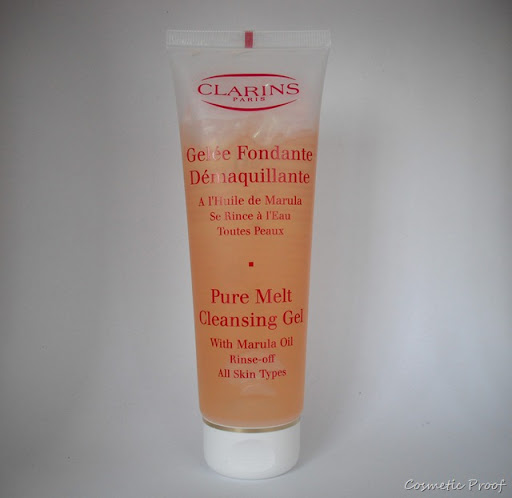 CLARINS
PARIS
Gelée Fondante
Démaquillante
A l'Huile de Marula
Se Rince à l'Eau
Toutes Peaux
Pure Melt
Cleansing Gel
With Marula Oil
Rinse-off
All Skin Types
Cosmetic Proof